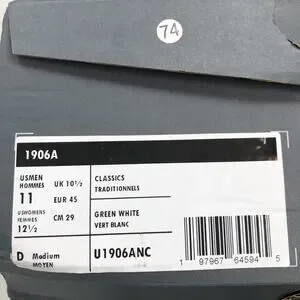 74
1906A
USMEN
HOMMES
11
UK 10½
EUR 45
USWOMENS
FEMMES
12½
CM 29
D Medium
MOYEN
CLASSICS
TRADITIONNELS
GREEN WHITE
VERT BLANC
U1906ANC
1 97967 64594 5